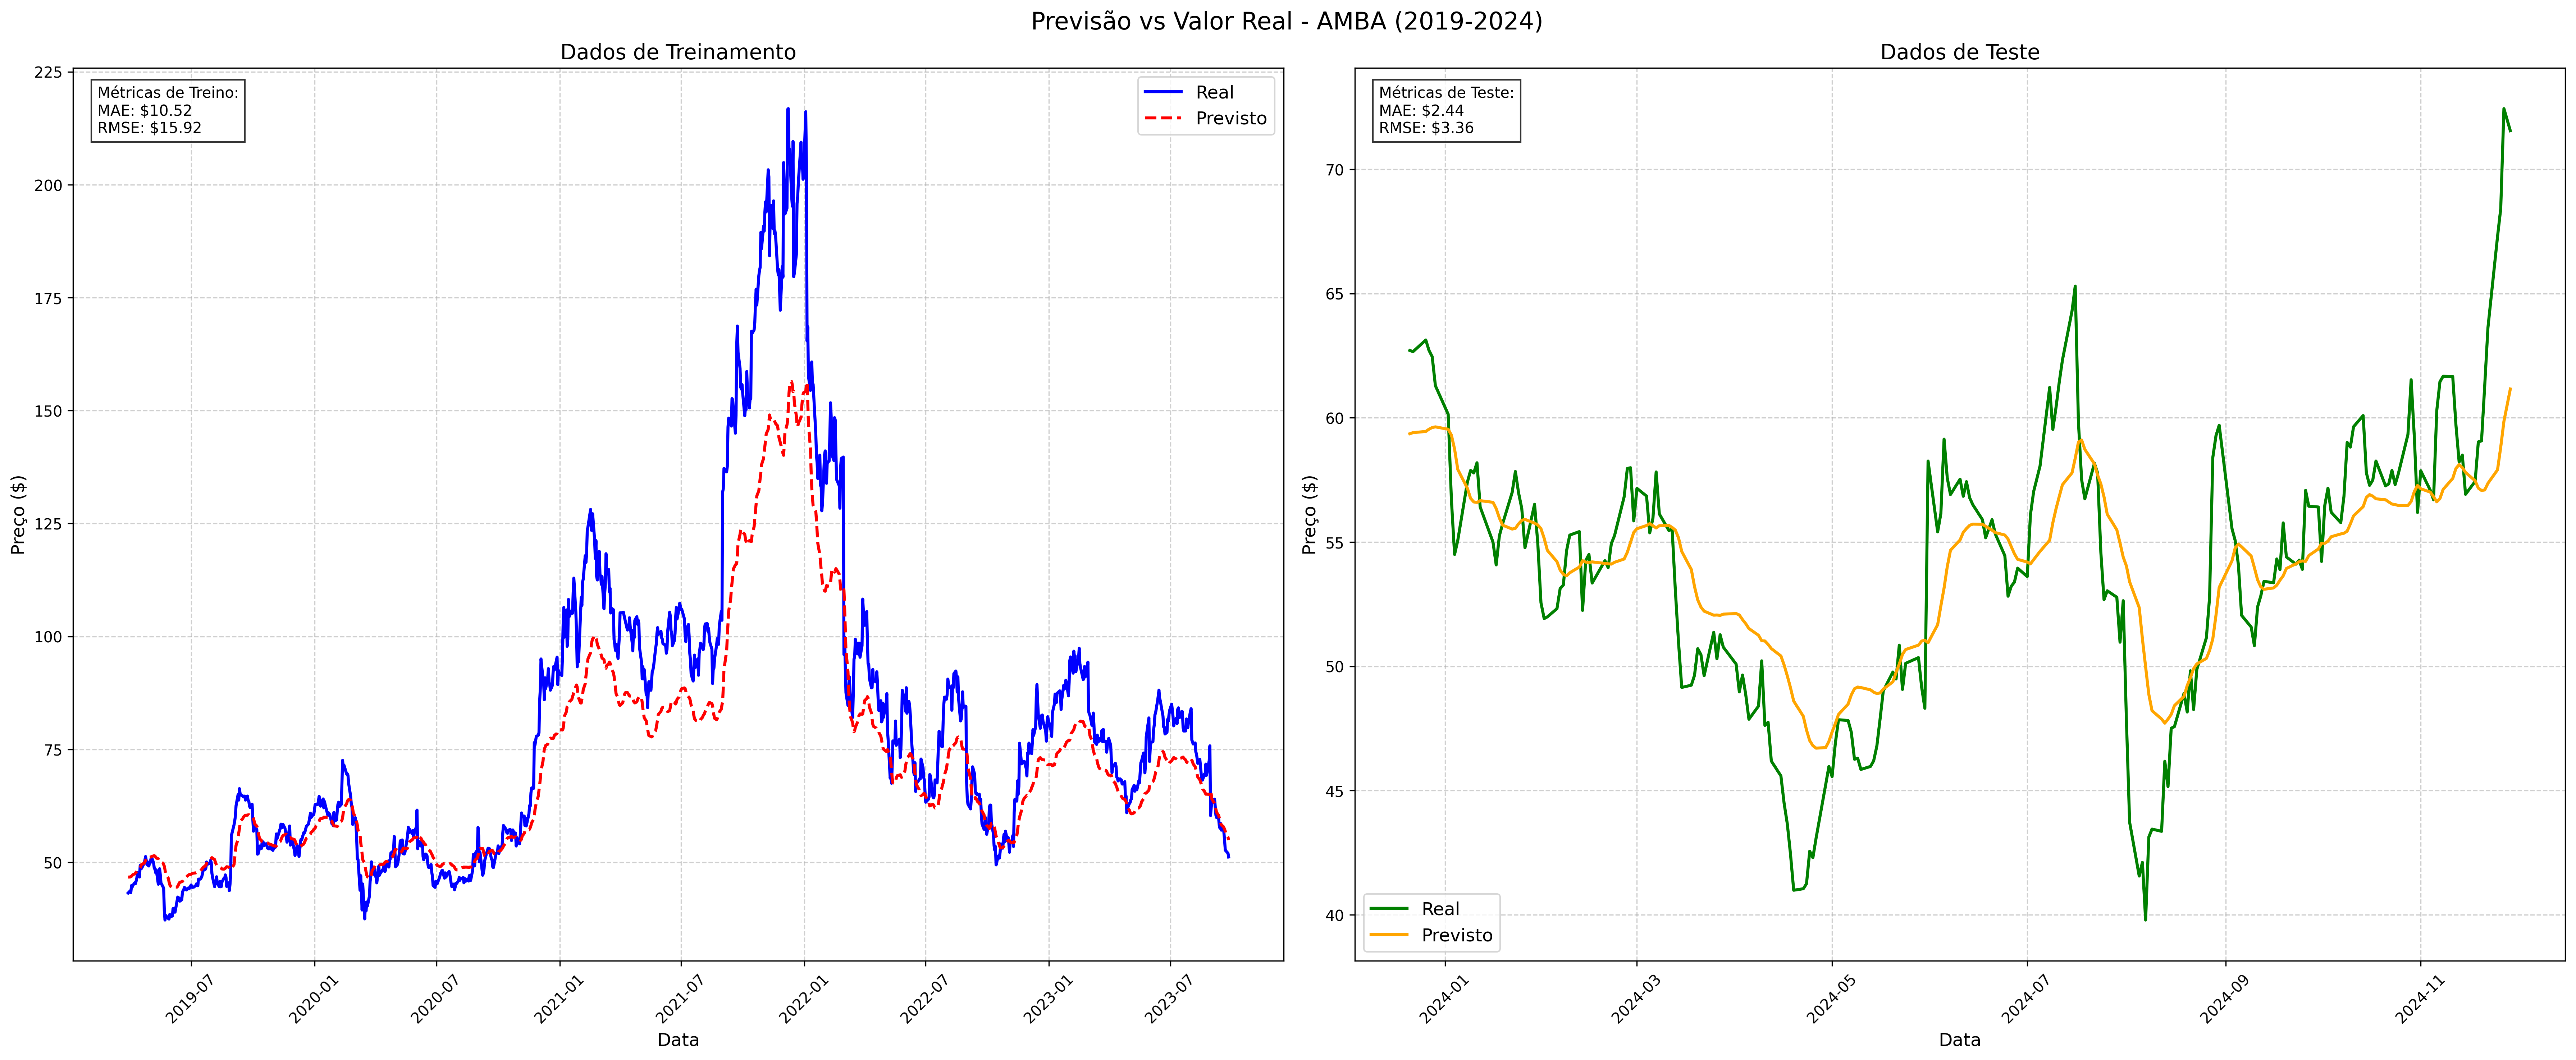 Previsão vs Valor Real - AMBA (2019-2024)
Dados de Treinamento
Métricas de Treino:
MAE: $10.52
RMSE: $15.92
Real
Previsto
Preço ($)
225
200
175
150
125
100
75
50
2019-07
2020-01
2020-07
2021-01
2021-07
2022-01
2022-07
2023-01
2023-07
Data
Dados de Teste
Métricas de Teste:
MAE: $2.44
RMSE: $3.36
Preço ($)
70
65
60
55
50
45
40
Real
Previsto
2024-01
2024-03
2024-05
2024-07
2024-09
2024-11
Data